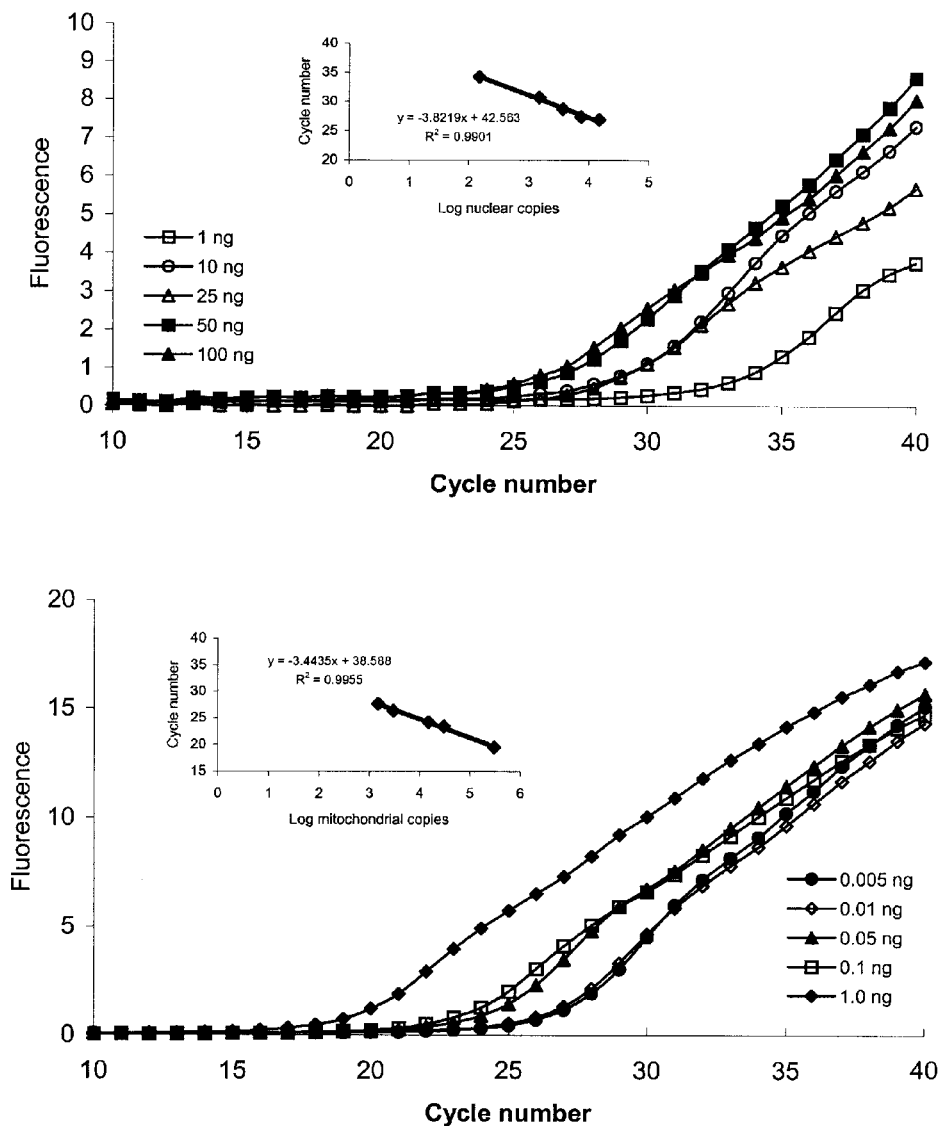 10
9
8
7
6
5
4
3
2
1
0
Fluorescence
40
35
30
25
20
Cycle number
y = -3.8219x + 42.563
R² = 0.9901
0 1 2 3 4 5
Log nuclear copies
1 ng
10 ng
25 ng
50 ng
100 ng
10 15 20 25 30 35 40
Cycle number
20
15
10
5
0
Fluorescence
40
35
30
25
20
15
Cycle number
y = -3.4435x + 38.588
R² = 0.9955
0 1 2 3 4 5 6
Log mitochondrial copies
0.005 ng
0.01 ng
0.05 ng
0.1 ng
1.0 ng
10 15 20 25 30 35 40
Cycle number